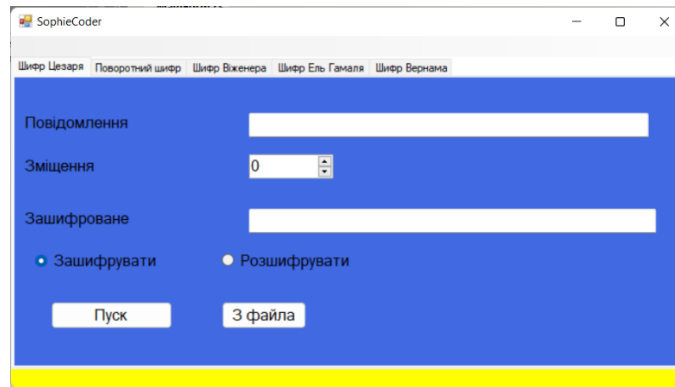 SophieCoder
Шифр Цезаря Поворотний шифр Шифр Віженера Шифр Ель Гамаля Шифр Вернама
Повідомлення
Зміщення 0
Зашифроване
Зашифрувати Розшифрувати
Пуск З файла